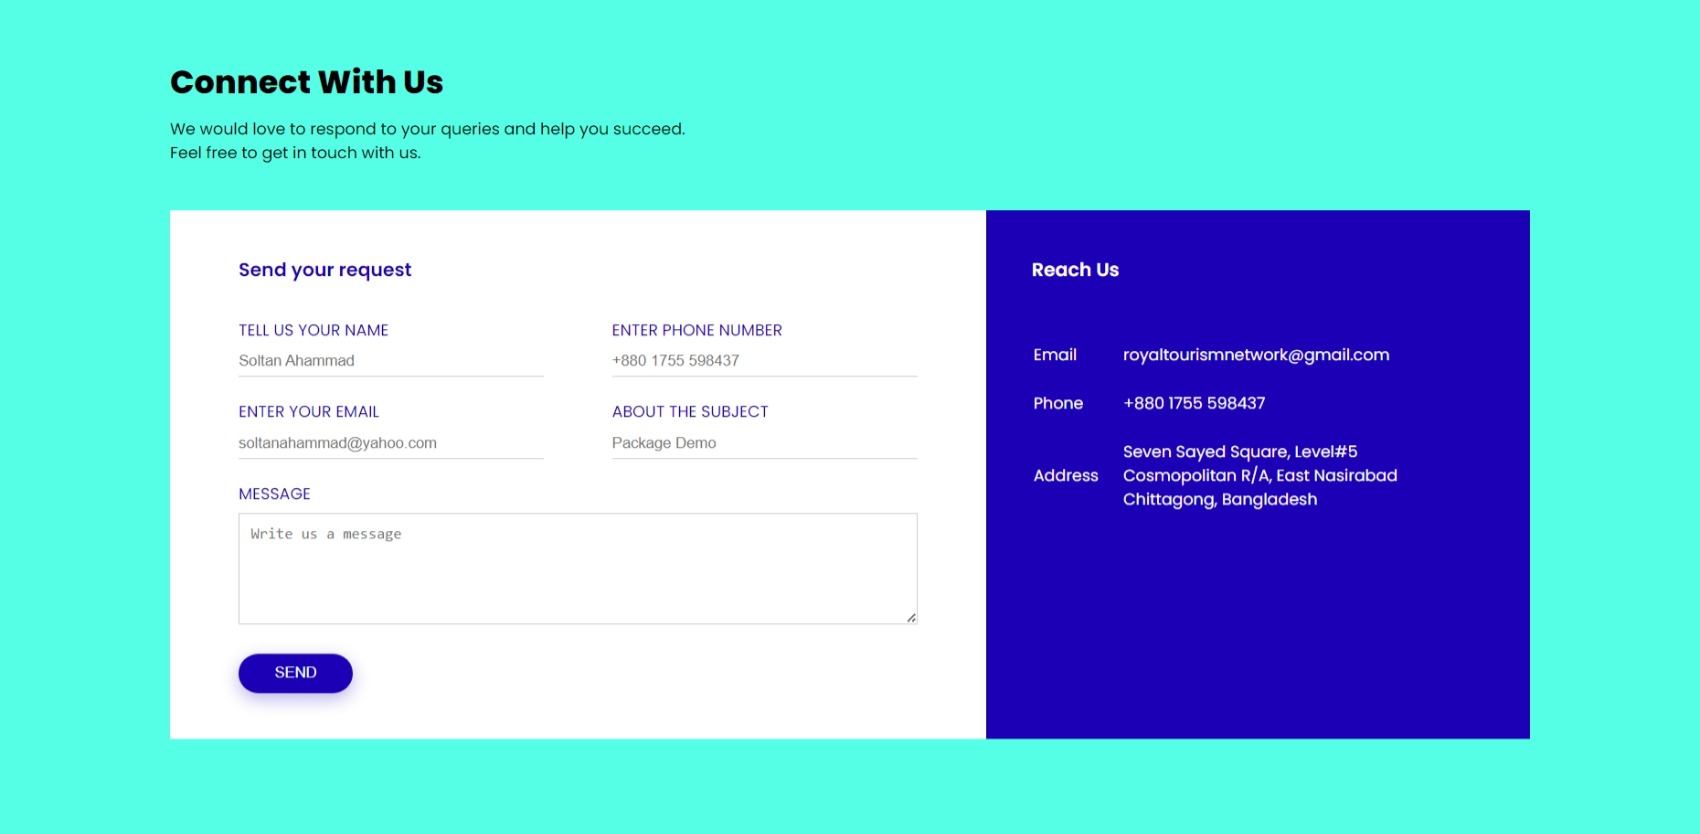 Connect With Us
We would love to respond to your queries and help you succeed.
Feel free to get in touch with us.
Send your request
TELL US YOUR NAME
Soltan Ahammad
ENTER PHONE NUMBER
+880 1755 598437
ENTER YOUR EMAIL
soltanahammad@yahoo.com
ABOUT THE SUBJECT
Package Demo
MESSAGE
Write us a message
SEND
Reach Us
Email royaltourismnetwork@gmail.com
Phone +880 1755 598437
Address
Seven Sayed Square, Level#5
Cosmopolitan R/A, East Nasirabad
Chittagong, Bangladesh